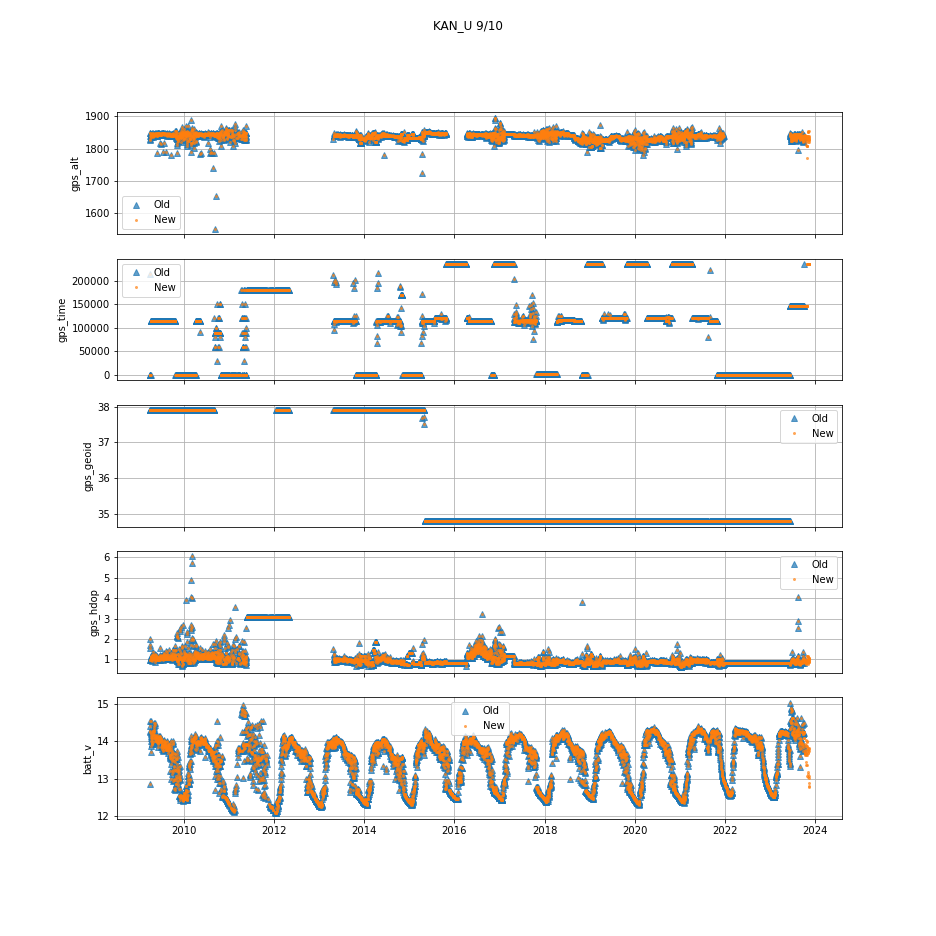 KAN_U 9/10
1900
1800
1700
1600
gps_alt
Old
New
200000
150000
100000
50000
0
gps_time
Old
New
38
37
36
35
gps_geoid
Old
New
6
5
4
3
2
1
gps_hdop
Old
New
15
14
13
12
batt_v
Old
New
2010 2012 2014 2016 2018 2020 2022 2024